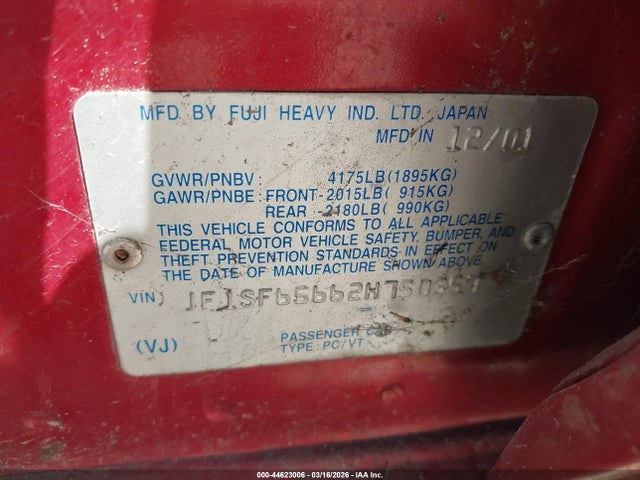 MFD. BY FUJI HEAVY IND. LTD. JAPAN
MFD IN 12/01
GVWR/PNBV : 4175LB(1895KG)
GAWR/PNBE : FRONT-2015LB( 915KG)
REAR -2180LB( 990KG)
THIS VEHICLE CONFORMS TO ALL APPLICABLE
FEDERAL MOTOR VEHICLE SAFETY, BUMPER, AND
THEFT PREVENTION STANDARDS IN EFFECT ON
THE DATE OF MANUFACTURE SHOWN ABOVE.
VIN)
(VJ)
PASSENGER
TYPE : PC/VT
000-44623006 | 03/16/2026 | IAA Inc.